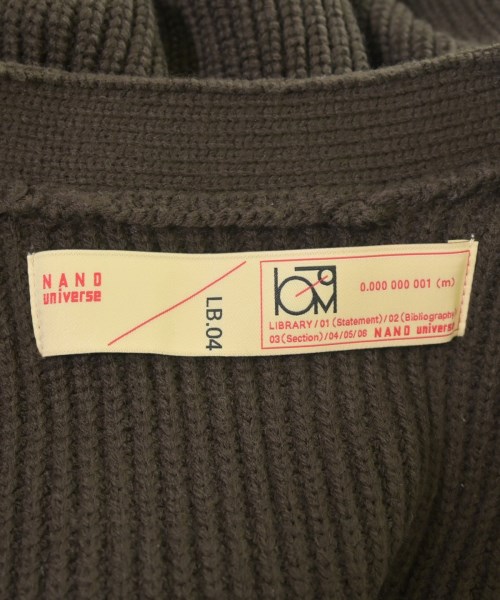 NANO
universe
LB.04
0.000 000 001 (m)
LIBRARY/01 (Statement)/02 (Bibliography)
03(Section)/04/05/06 NANO universe